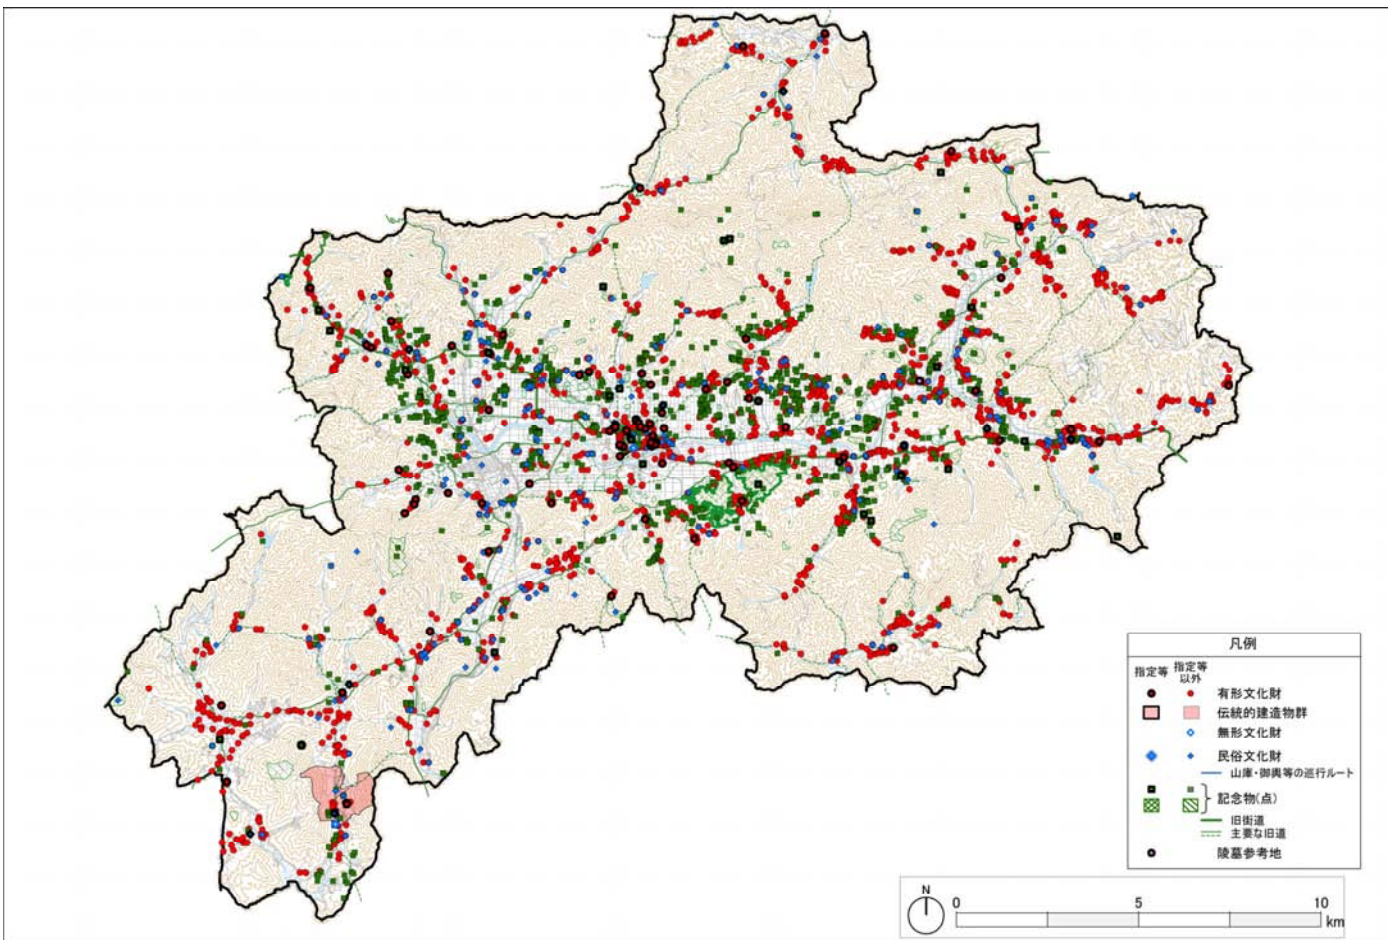 凡例
指定等 指定等
以外
有形文化財
伝統的建造物群
無形文化財
民俗文化財
山車・御輿等の巡行ルート
記念物(点)
旧街道
主要な旧道
陵墓参考地
N
0 5 10
km